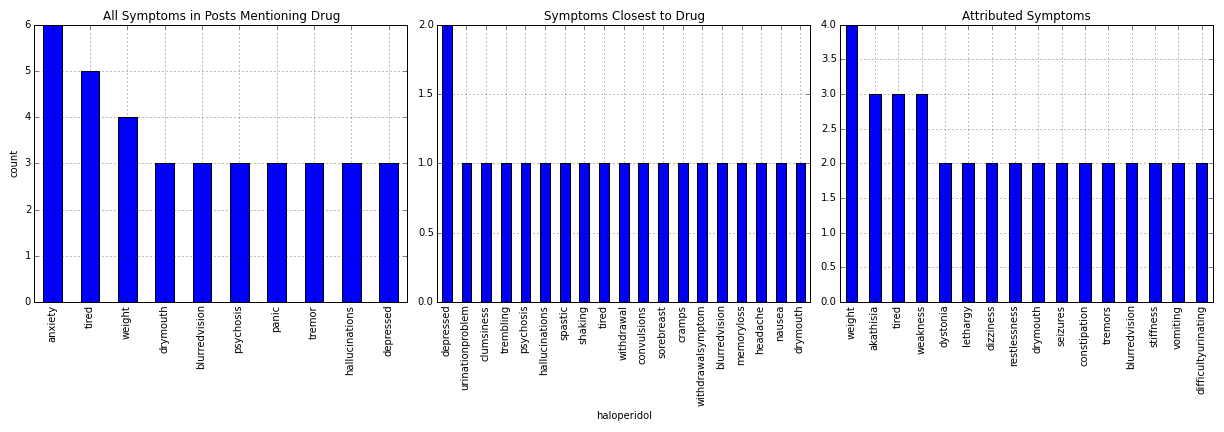 All Symptoms in Posts Mentioning Drug
count
6
5
4
3
2
1
0
anxiety
tired
weight
drymouth
blurredvision
psychosis
panic
tremor
hallucinations
depressed
Symptoms Closest to Drug
2.0
1.5
1.0
0.5
0.0
depressed
urinationproblem
clumsiness
trembling
psychosis
hallucinations
spastic
shaking
tired
withdrawal
convulsions
sorebreast
cramps
withdrawalsymptom
blurredvision
memoryloss
headache
nausea
drymouth
haloperidol
Attributed Symptoms
4.0
3.5
3.0
2.5
2.0
1.5
1.0
0.5
0.0
weight
akathisia
tired
weakness
dystonia
lethargy
dizziness
restlessness
drymouth
seizures
constipation
tremors
blurredvision
stiffness
vomiting
difficultyurinating